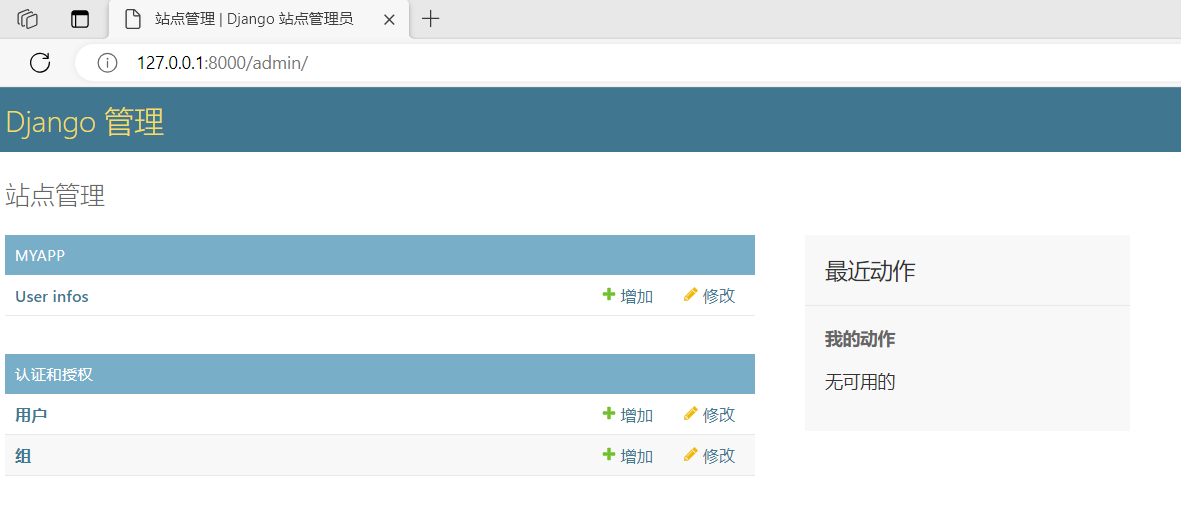 站点管理 | Django 站点管理员
127.0.0.1:8000/admin/
Django 管理
站点管理
MYAPP
User infos 增加 修改
认证和授权
用户 增加 修改
组 增加 修改
最近动作
我的动作
无可用的